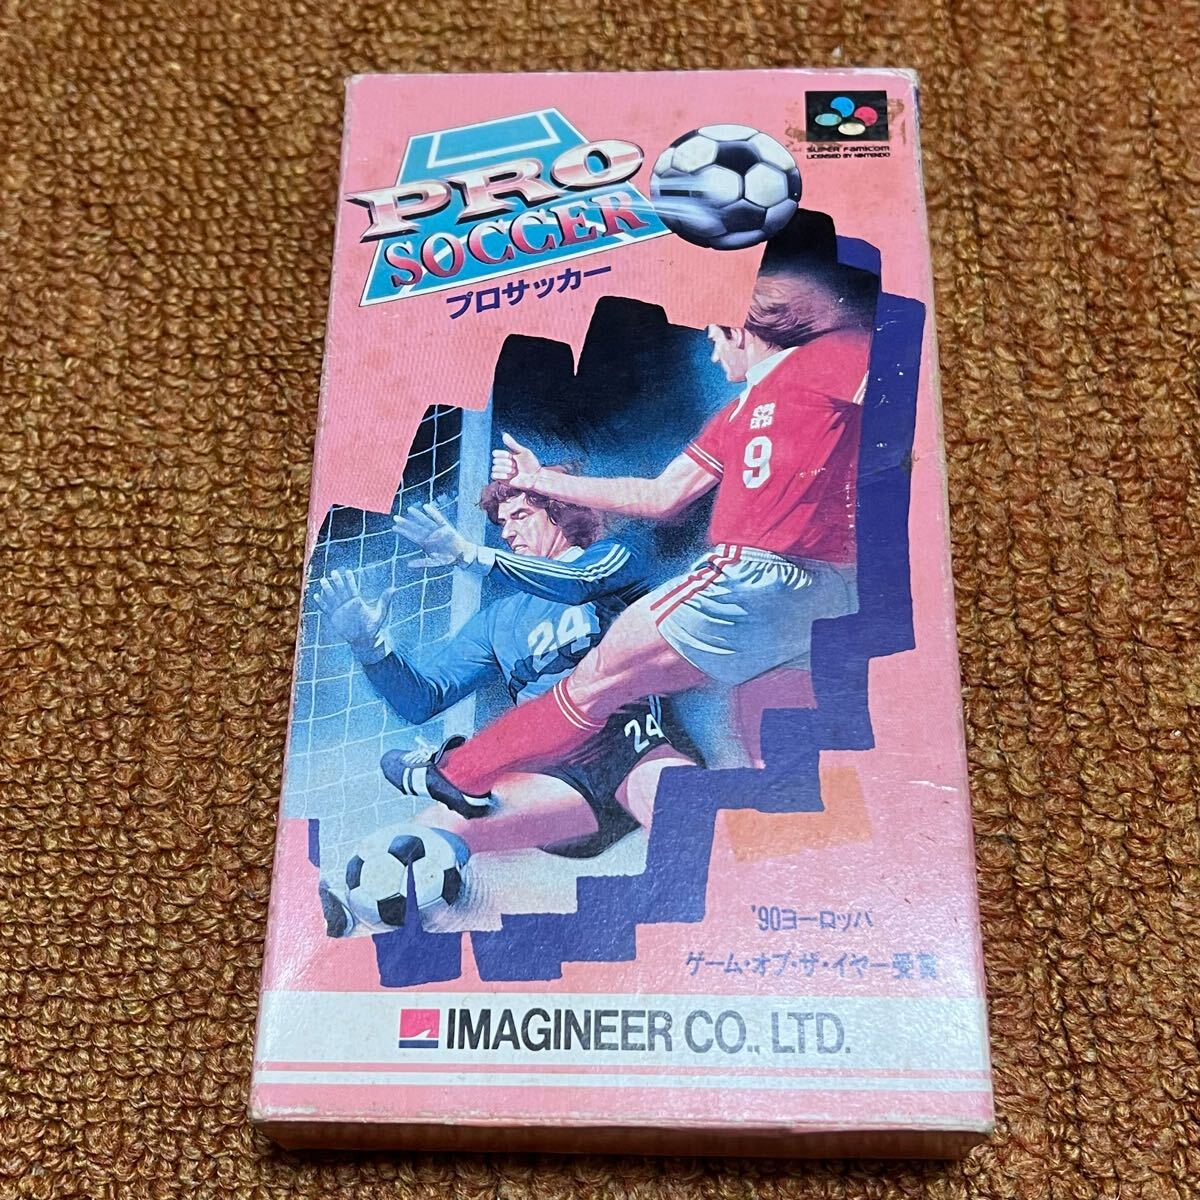 PRO
SOCCER
プロサッカー
SUPER FAMICOM
LICENSED BY NINTENDO
9
24
24
'90ヨーロッパ
ゲーム・オブ・ザ・イヤー受賞
IMAGINEER CO., LTD.